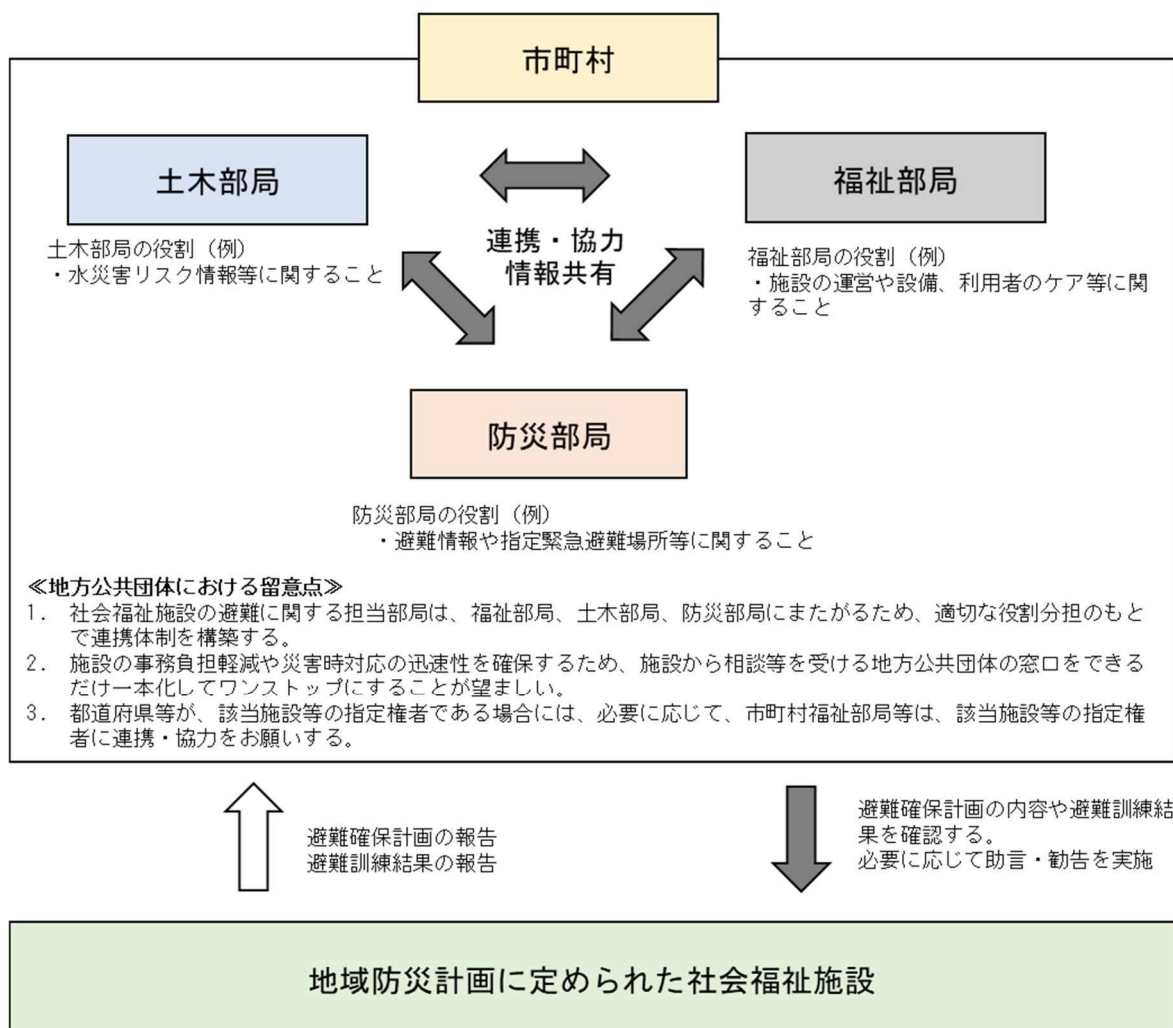 市町村
土木部局
福祉部局
連携・協力
情報共有
土木部局の役割（例）
・水災害リスク情報等に関すること
福祉部局の役割（例）
・施設の運営や設備、利用者のケア等に関
すること
防災部局
防災部局の役割（例）
・避難情報や指定緊急避難場所等に関すること
≪地方公共団体における留意点≫
1. 社会福祉施設の避難に関する担当部局は、福祉部局、土木部局、防災部局にまたがるため、適切な役割分担のもと
で連携体制を構築する。
2. 施設の事務負担軽減や災害時対応の迅速性を確保するため、施設から相談等を受ける地方公共団体の窓口をできる
だけ一本化してワンストップにすることが望ましい。
3. 都道府県等が、該当施設等の指定権者である場合には、必要に応じて、市町村福祉部局等は、該当施設等の指定権
者に連携・協力をお願いする。
避難確保計画の報告
避難訓練結果の報告
避難確保計画の内容や避難訓練結
果を確認する。
必要に応じて助言・勧告を実施
地域防災計画に定められた社会福祉施設